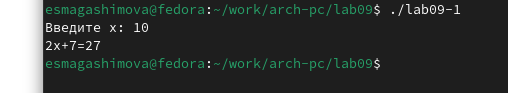 esmagashimova@fedora:~/work/arch-pc/lab09$ ./lab09-1
Введите x: 10
2x+7=27
esmagashimova@fedora:~/work/arch-pc/lab09$